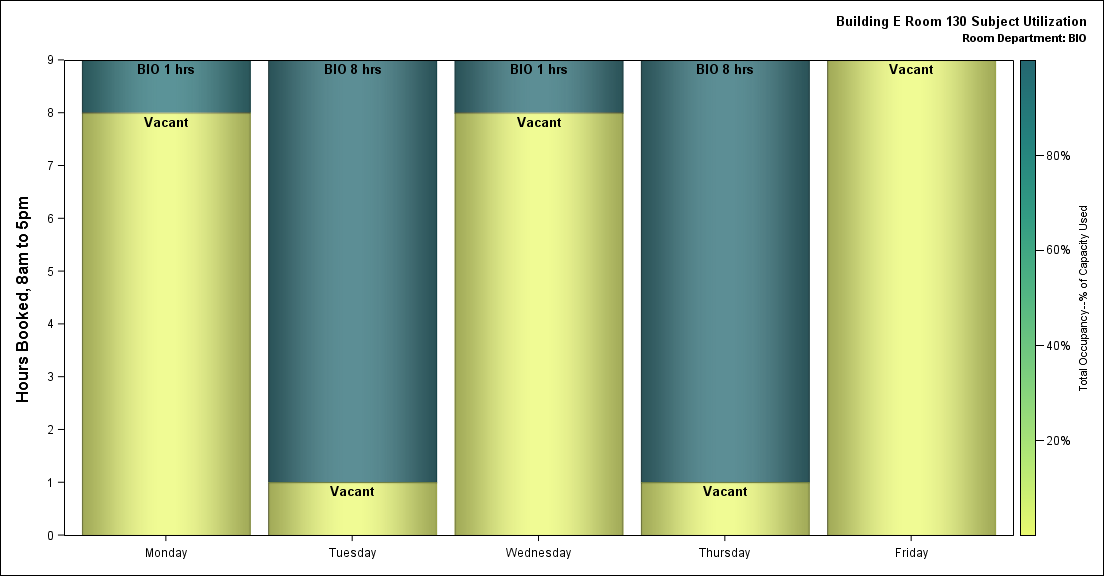 Building E Room 130 Subject Utilization
Room Department: BIO
Hours Booked, 8am to 5pm
9
8
7
6
5
4
3
2
1
0
BIO 1 hrs
Vacant
BIO 8 hrs
Vacant
BIO 1 hrs
Vacant
BIO 8 hrs
Vacant
Vacant
Monday
Tuesday
Wednesday
Thursday
Friday
80%
60%
40%
20%
Total Occupancy--% of Capacity Used